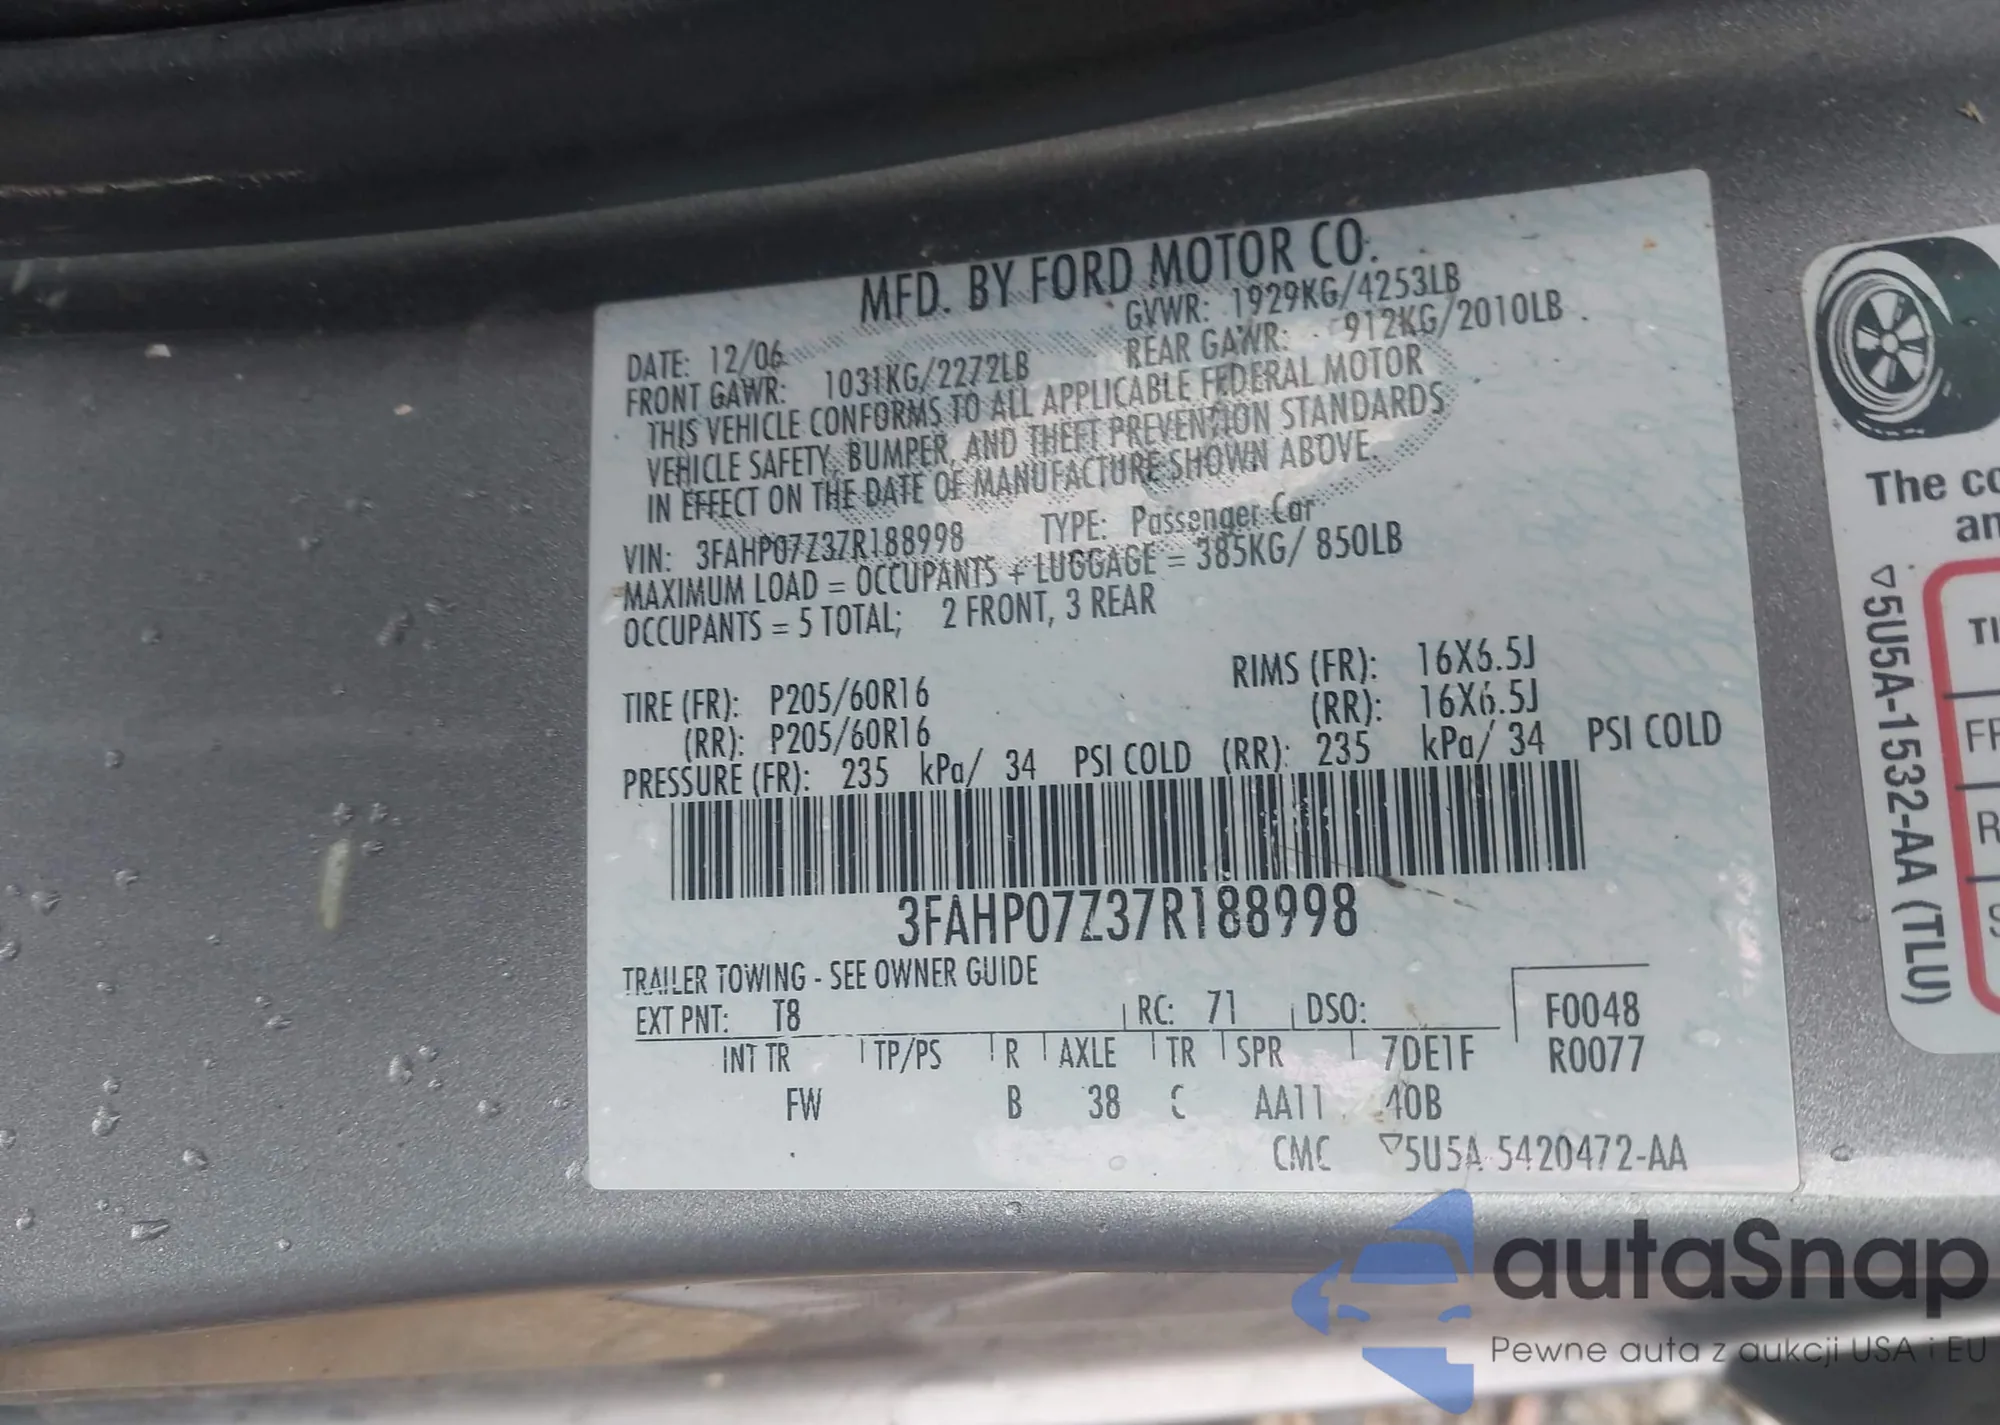 MFD. BY FORD MOTOR CO.
DATE: 12/06 GVWR: 1929KG/4253LB
FRONT GAWR: 1031KG/2272LB REAR GAWR: 912KG/2010LB
THIS VEHICLE CONFORMS TO ALL APPLICABLE FEDERAL MOTOR
VEHICLE SAFETY, BUMPER, AND THEFT PREVENTION STANDARDS
IN EFFECT ON THE DATE OF MANUFACTURE SHOWN ABOVE.
VIN: 3FAHP07Z37R188998 TYPE: Passenger Car
MAXIMUM LOAD = OCCUPANTS + LUGGAGE = 385KG/ 850LB
OCCUPANTS = 5 TOTAL; 2 FRONT, 3 REAR
TIRE (FR): P205/60R16 RIMS (FR): 16X6.5J
(RR): P205/60R16 (RR): 16X6.5J
PRESSURE (FR): 235 kPa/ 34 PSI COLD (RR): 235 kPa/ 34 PSI COLD
3FAHP07Z37R188998
TRAILER TOWING - SEE OWNER GUIDE
EXT PNT: T8 RC: 71 DSO: F0048
INT TR TP/PS R AXLE TR SPR 7DE1F R0077
FW B 38 C AA11 40B
CMC ▽5U5A 5420472-AA
The
an
▽5U5A-1532-AA (TLU)
autaSnap
Pewne auta z aukcji USA i EU